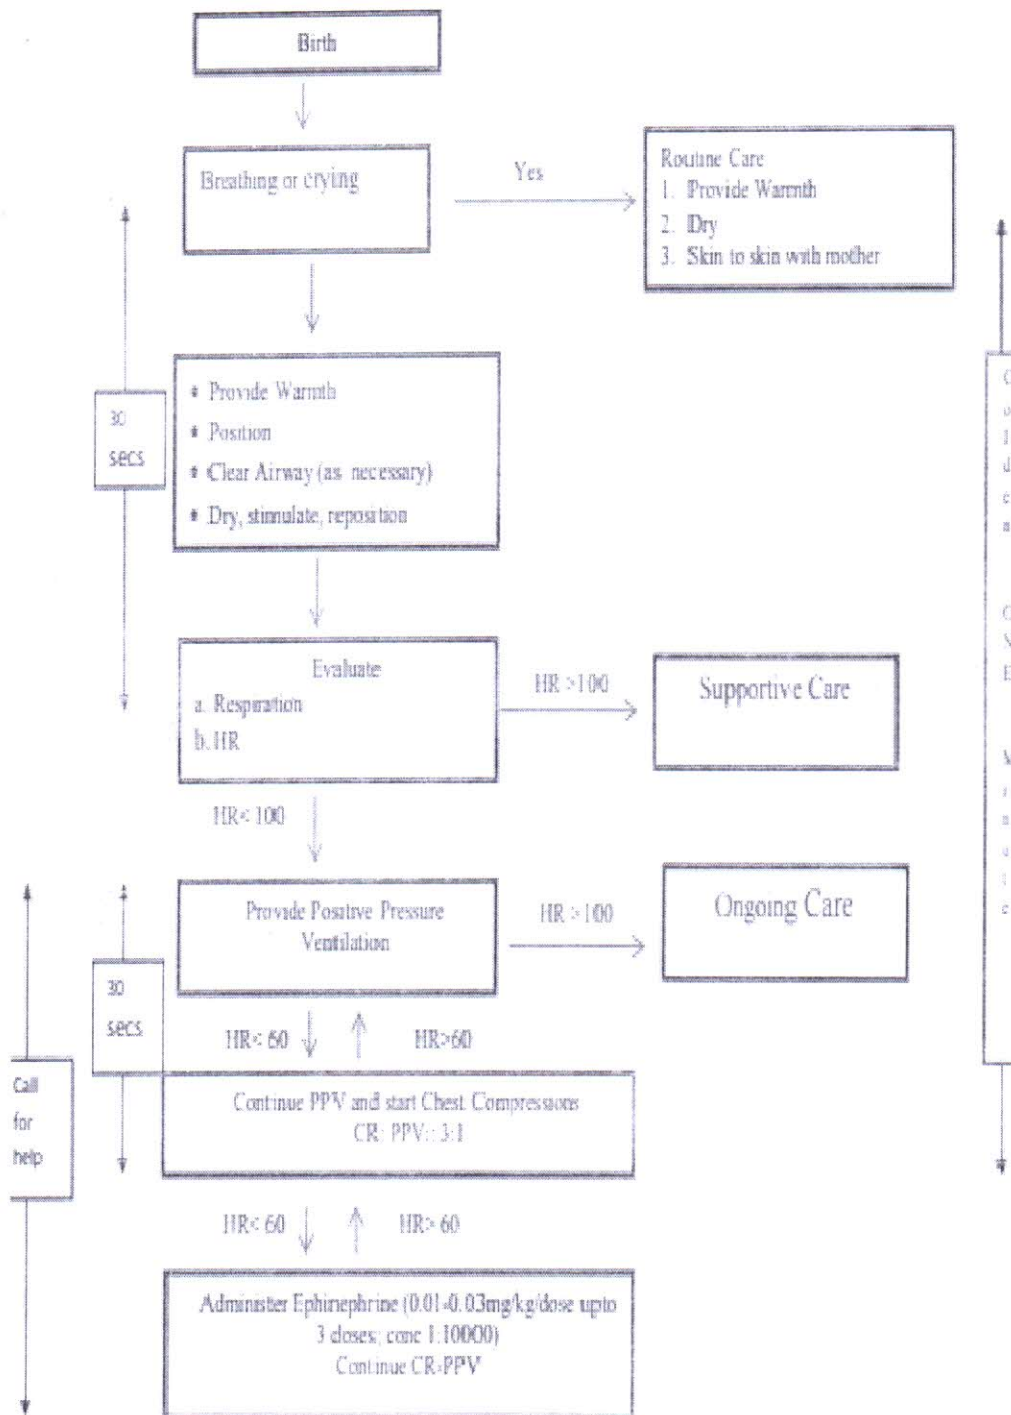 Birth
Breathing or crying
Yes
Routine Care
1. Provide Warmth
2. Dry
3. Skin to skin with mother
30
secs
• Provide Warmth
• Position
• Clear Airway (as necessary)
• Dry, stimulate, reposition
Evaluate
a. Respiration
b. HR
HR >100
Supportive Care
HR< 100
Provide Positive Pressure
Ventilation
HR >100
Ongoing Care
30
secs
HR< 60
HR>60
Call
for
help
Continue PPV and start Chest Compressions
CR: PPV:: 3:1
HR< 60
HR> 60
Administer Ephinephrine (0.01-0.03mg/kg/dose upto
3 doses; conc 1:10000)
Continue CR-PPV
G
o
l
d
e
n
O
N
E
M
i
n
u
t
e